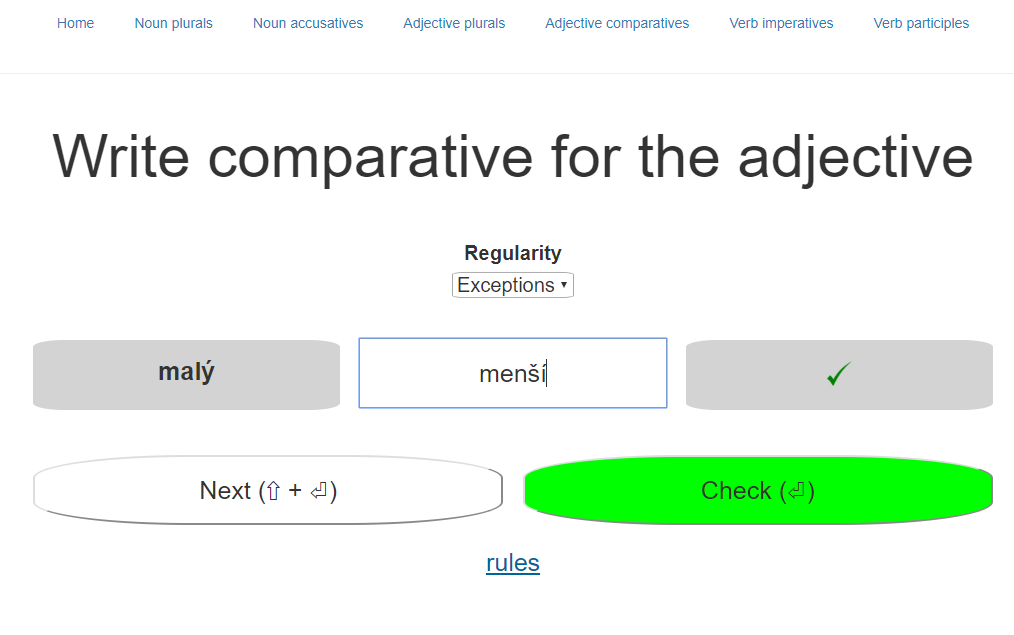 Home Noun plurals Noun accusatives Adjective plurals Adjective comparatives Verb imperatives Verb participles
Write comparative for the adjective
Regularity
Exceptions ▾
malý menší ✓
Next (⇧ + ⏎) Check (⏎)
rules